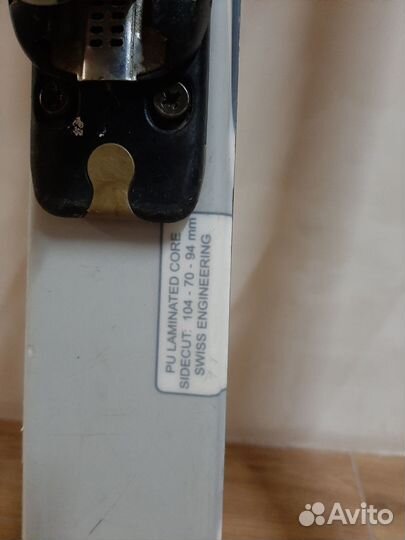 PU LAMINATED CORE
SIDECUT: 104 - 70 - 94 mm
SWISS ENGINEERING
Avito